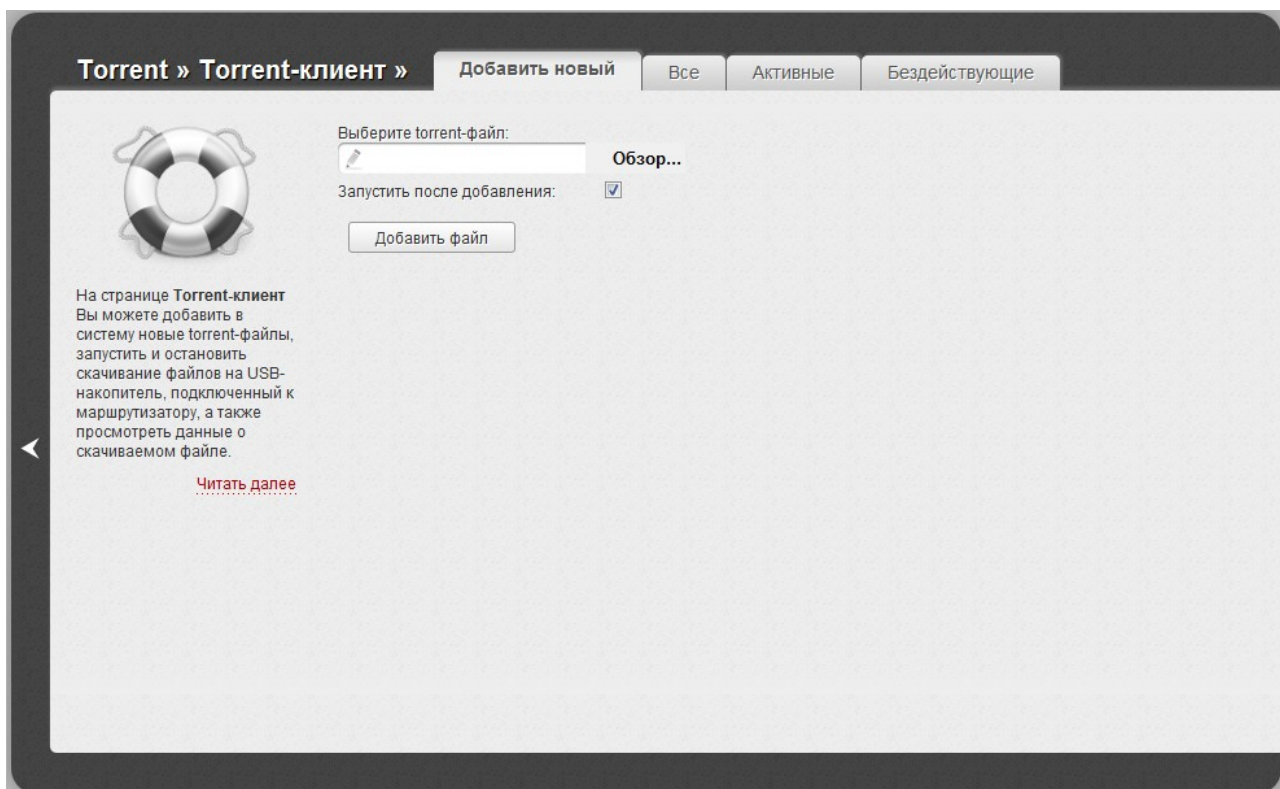 Torrent » Torrent-клиент »
Добавить новый
Все
Активные
Бездействующие
Выберите torrent-файл:
Обзор...
Запустить после добавления:
Добавить файл
На странице Torrent-клиент
Вы можете добавить в
систему новые torrent-файлы,
запустить и остановить
скачивание файлов на USB-
накопитель, подключенный к
маршрутизатору, а также
просмотреть данные о
скачиваемом файле.
Читать далее